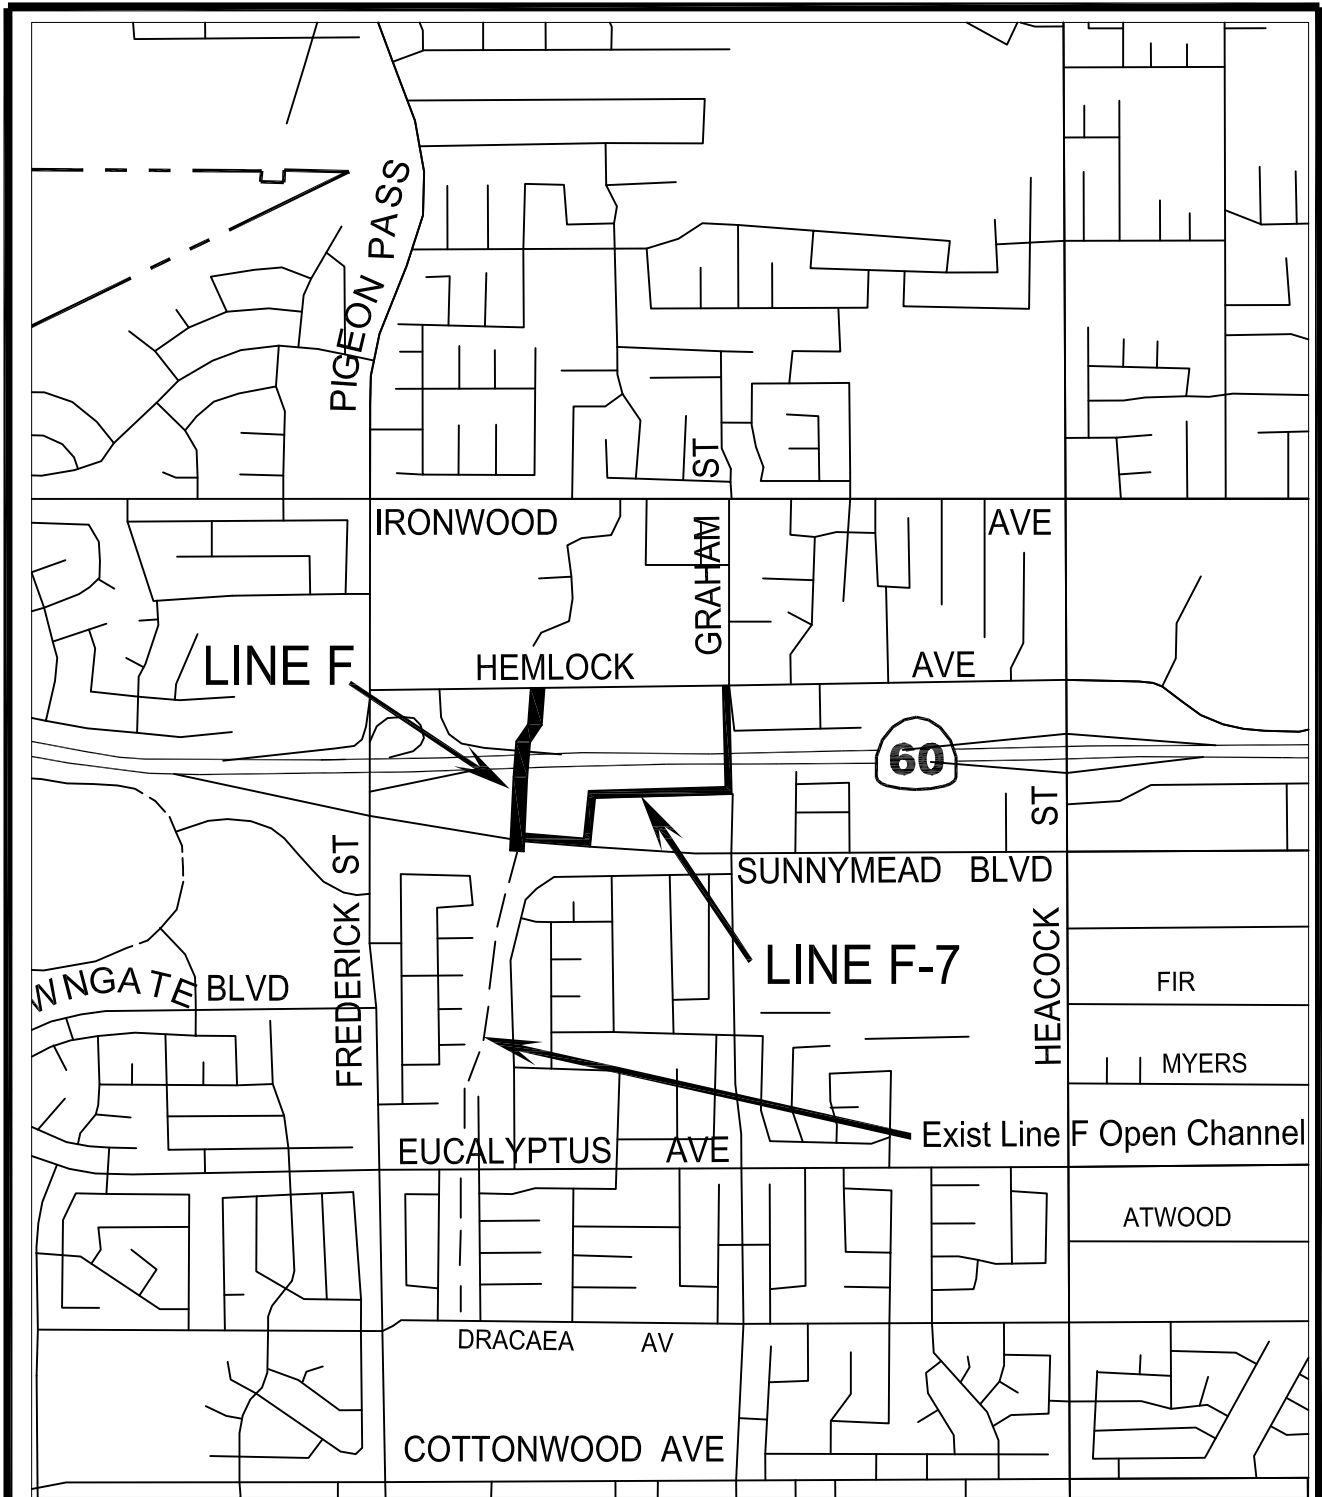 PIGEON PASS
ST
IRONWOOD AVE
GRAHAM
LINE F
HEMLOCK AVE
60
ST
ST
SUNNYMEAD BLVD
FREDERICK
HEACOCK
LINE F-7
WNGATE BLVD
FIR
MYERS
Exist Line F Open Channel
EUCALYPTUS AVE
ATWOOD
DRACAEA AV
COTTONWOOD AVE